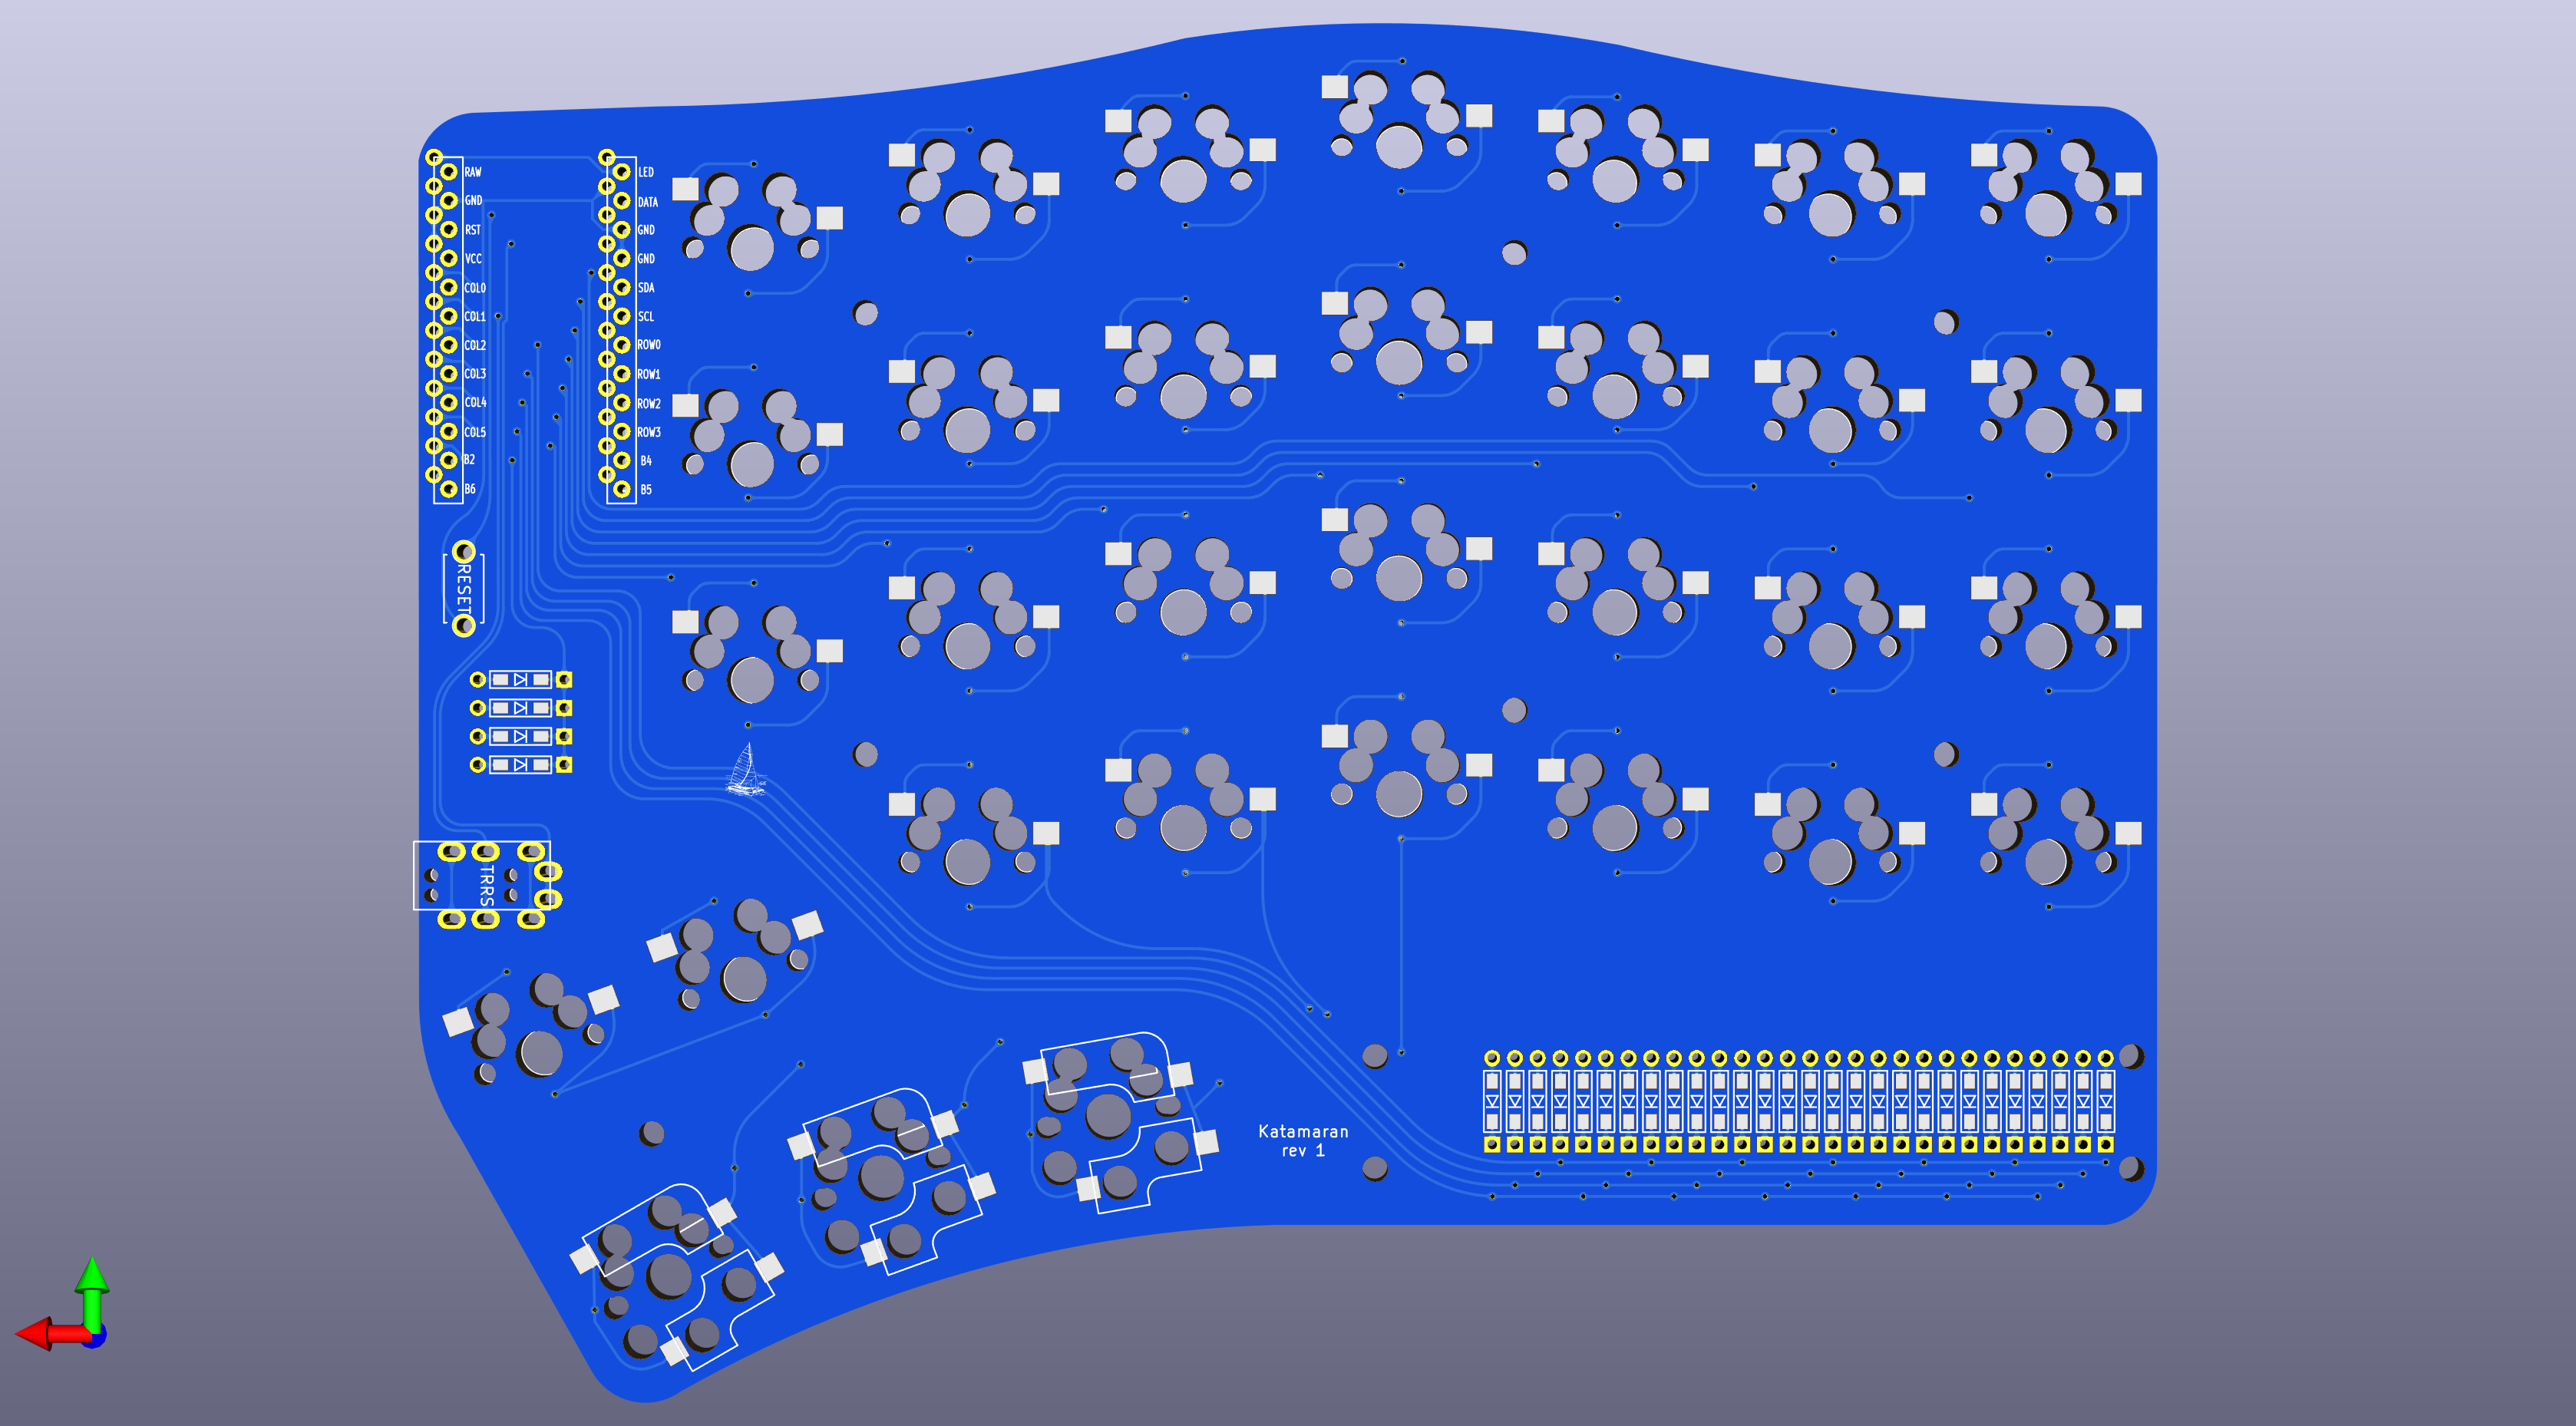 RAW
GND
RST
VCC
COL0
COL1
COL2
COL3
COL4
COL5
B2
B6
LED
DATA
GND
GND
SDA
SCL
ROW0
ROW1
ROW2
ROW3
B4
B5
RESET
TRRS
Katamaran
rev 1